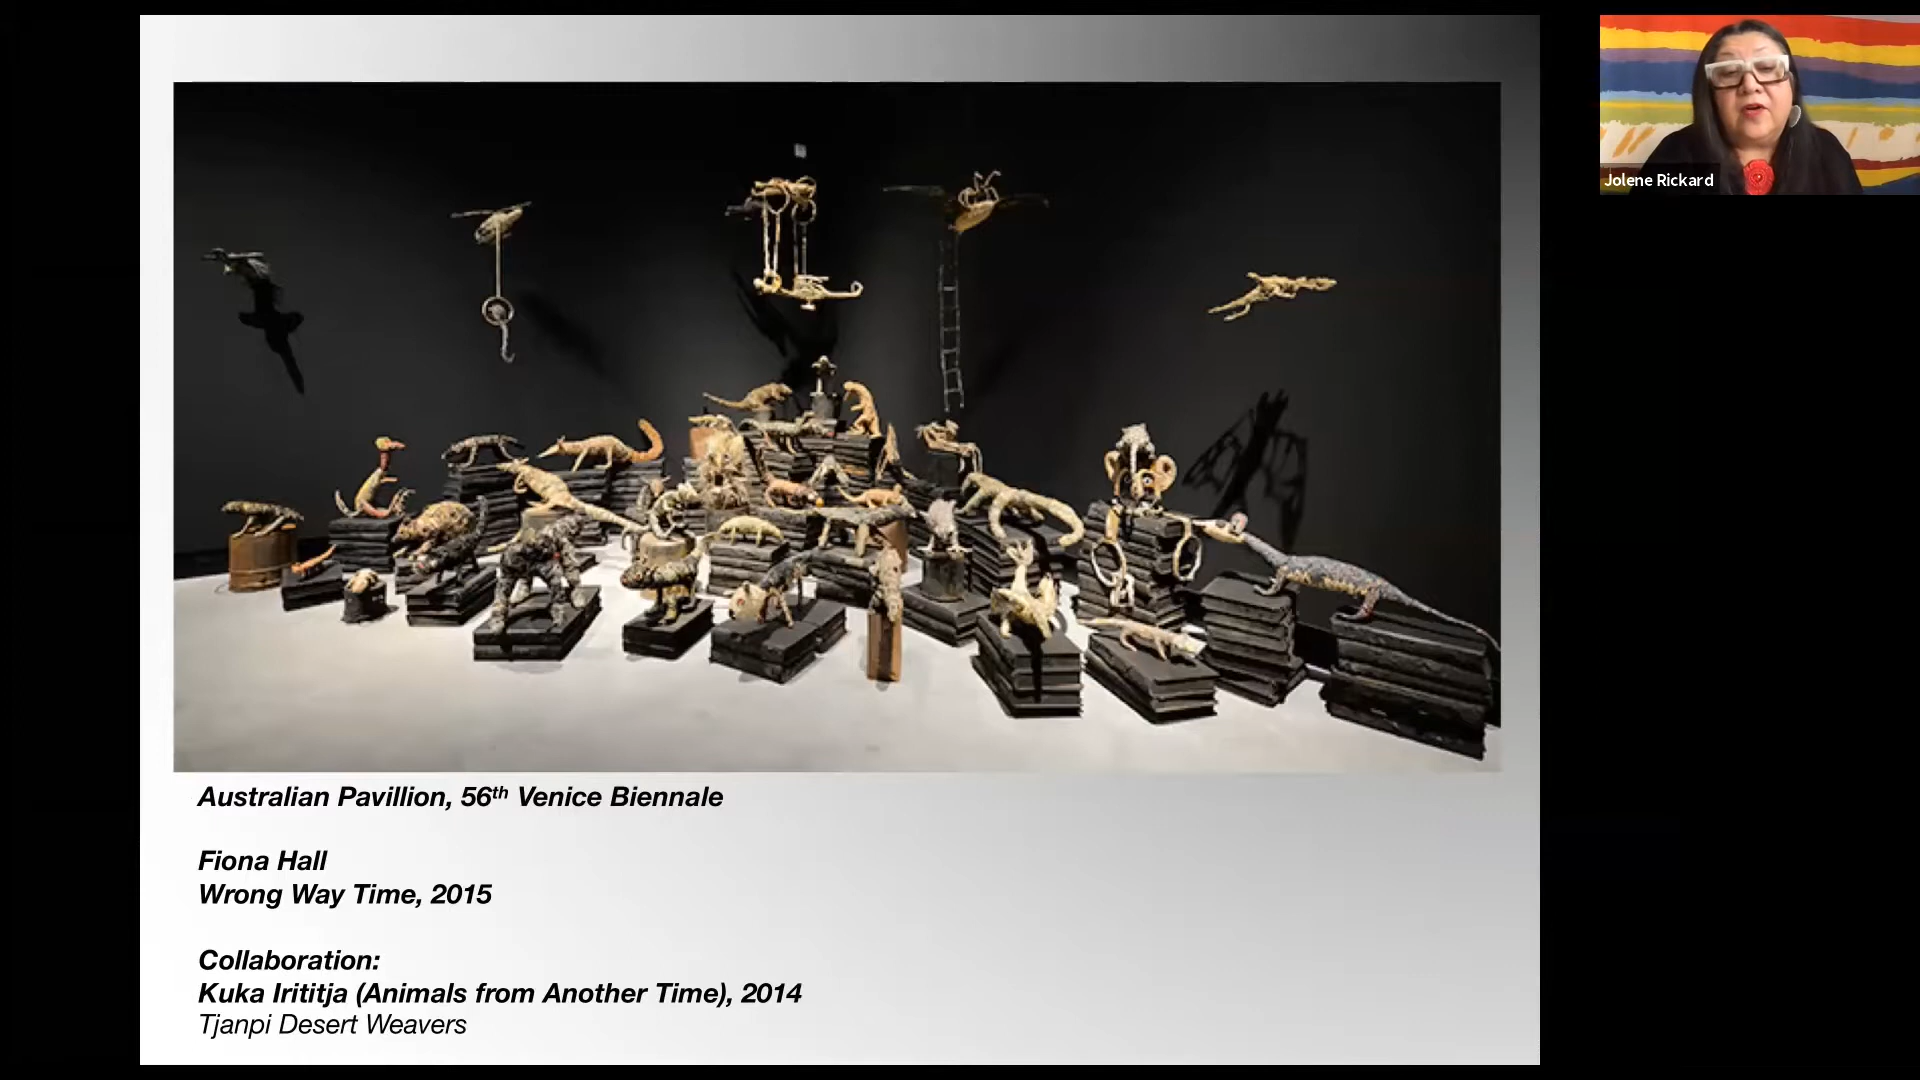 Australian Pavillion, 56th Venice Biennale
Fiona Hall
Wrong Way Time, 2015
Collaboration:
Kuka Irititja (Animals from Another Time), 2014
Tjanpi Desert Weavers
Jolene Rickard